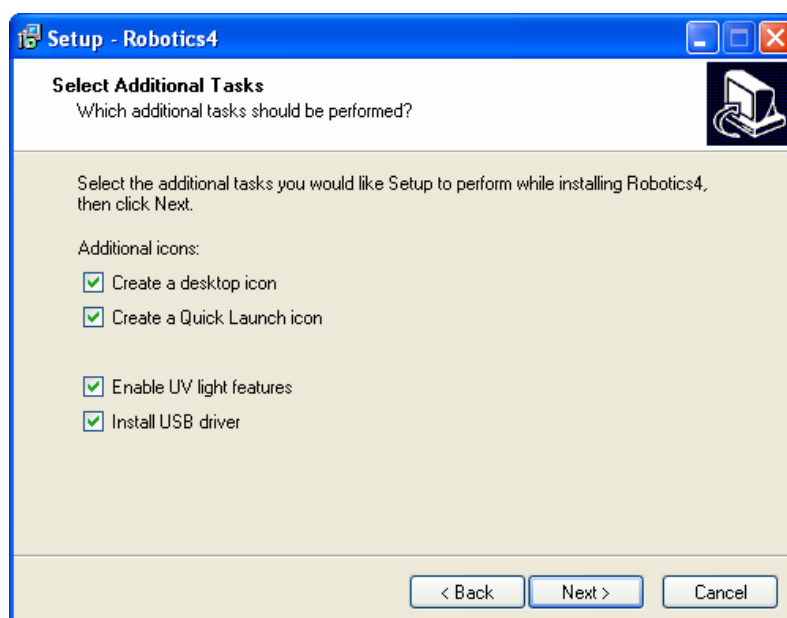 Setup - Robotics4
Select Additional Tasks
Which additional tasks should be performed?
Select the additional tasks you would like Setup to perform while installing Robotics4,
then click Next.
Additional icons:
Create a desktop icon
Create a Quick Launch icon
Enable UV light features
Install USB driver
< Back Next > Cancel